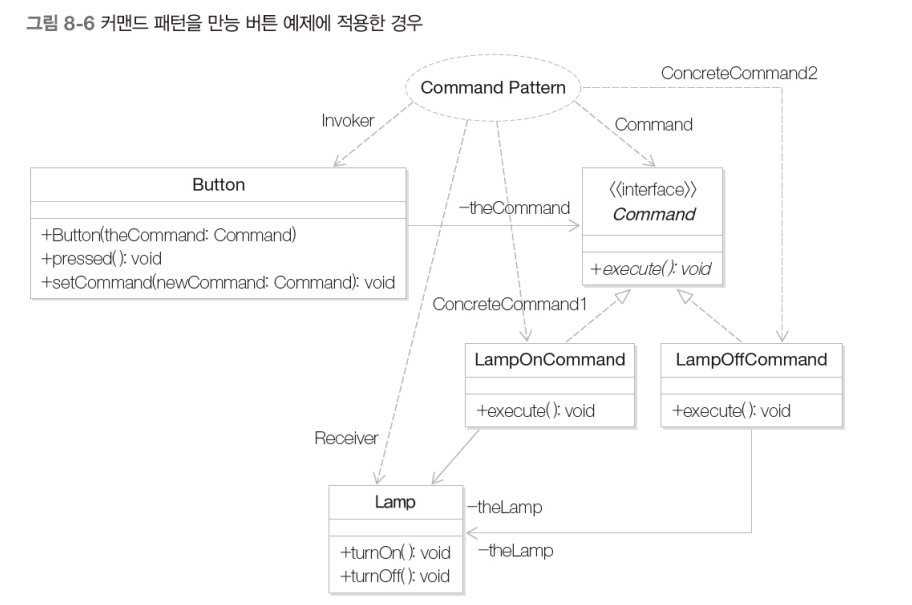 그림 8-6 커맨드 패턴을 만능 버튼 예제에 적용한 경우
ConcreteCommand2
Command Pattern
Invoker
Command
Button
+Button(theCommand: Command)
+pressed( ): void
+setCommand(newCommand: Command): void
-theCommand
《interface》
Command
+execute( ): void
ConcreteCommand1
LampOnCommand
+execute( ): void
LampOffCommand
+execute( ): void
Receiver
Lamp
+turnOn( ): void
+turnOff( ): void
-theLamp
-theLamp